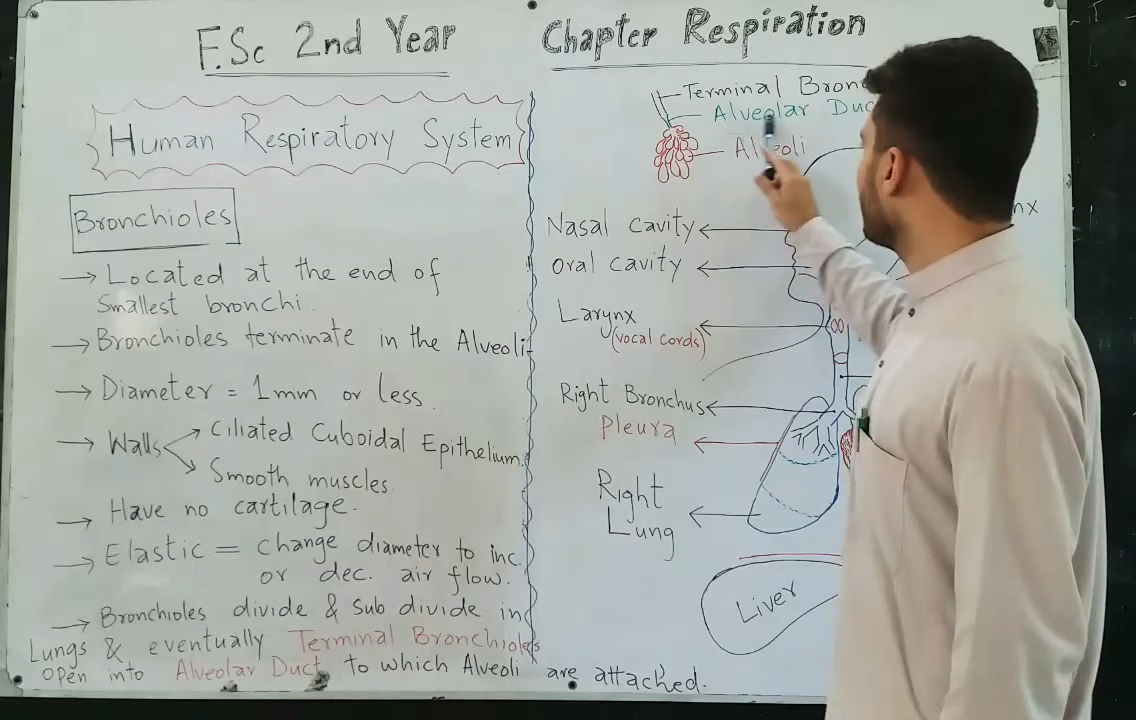 F.Sc 2nd Year
Chapter Respiration
Human Respiratory System
Bronchioles
→ Located at the end of
Smallest bronchi.
→ Bronchioles terminate in the Alveoli
→ Diameter = 1mm or less
→ Walls
Ciliated Cuboidal Epithelium
Smooth muscles.
→ Have no cartilage.
→ Elastic = change diameter to inc.
or dec. air flow.
→ Bronchioles divide & sub divide in
Lungs & eventually Terminal Bronchioles
open into Alveolar Duct to which Alveoli are attached.
Terminal Bron
Alveolar Duc
Alveoli
Nasal cavity
oral cavity
Larynx
(vocal cords)
Right Bronchus
Pleura
Right
Lung
Liver
nx